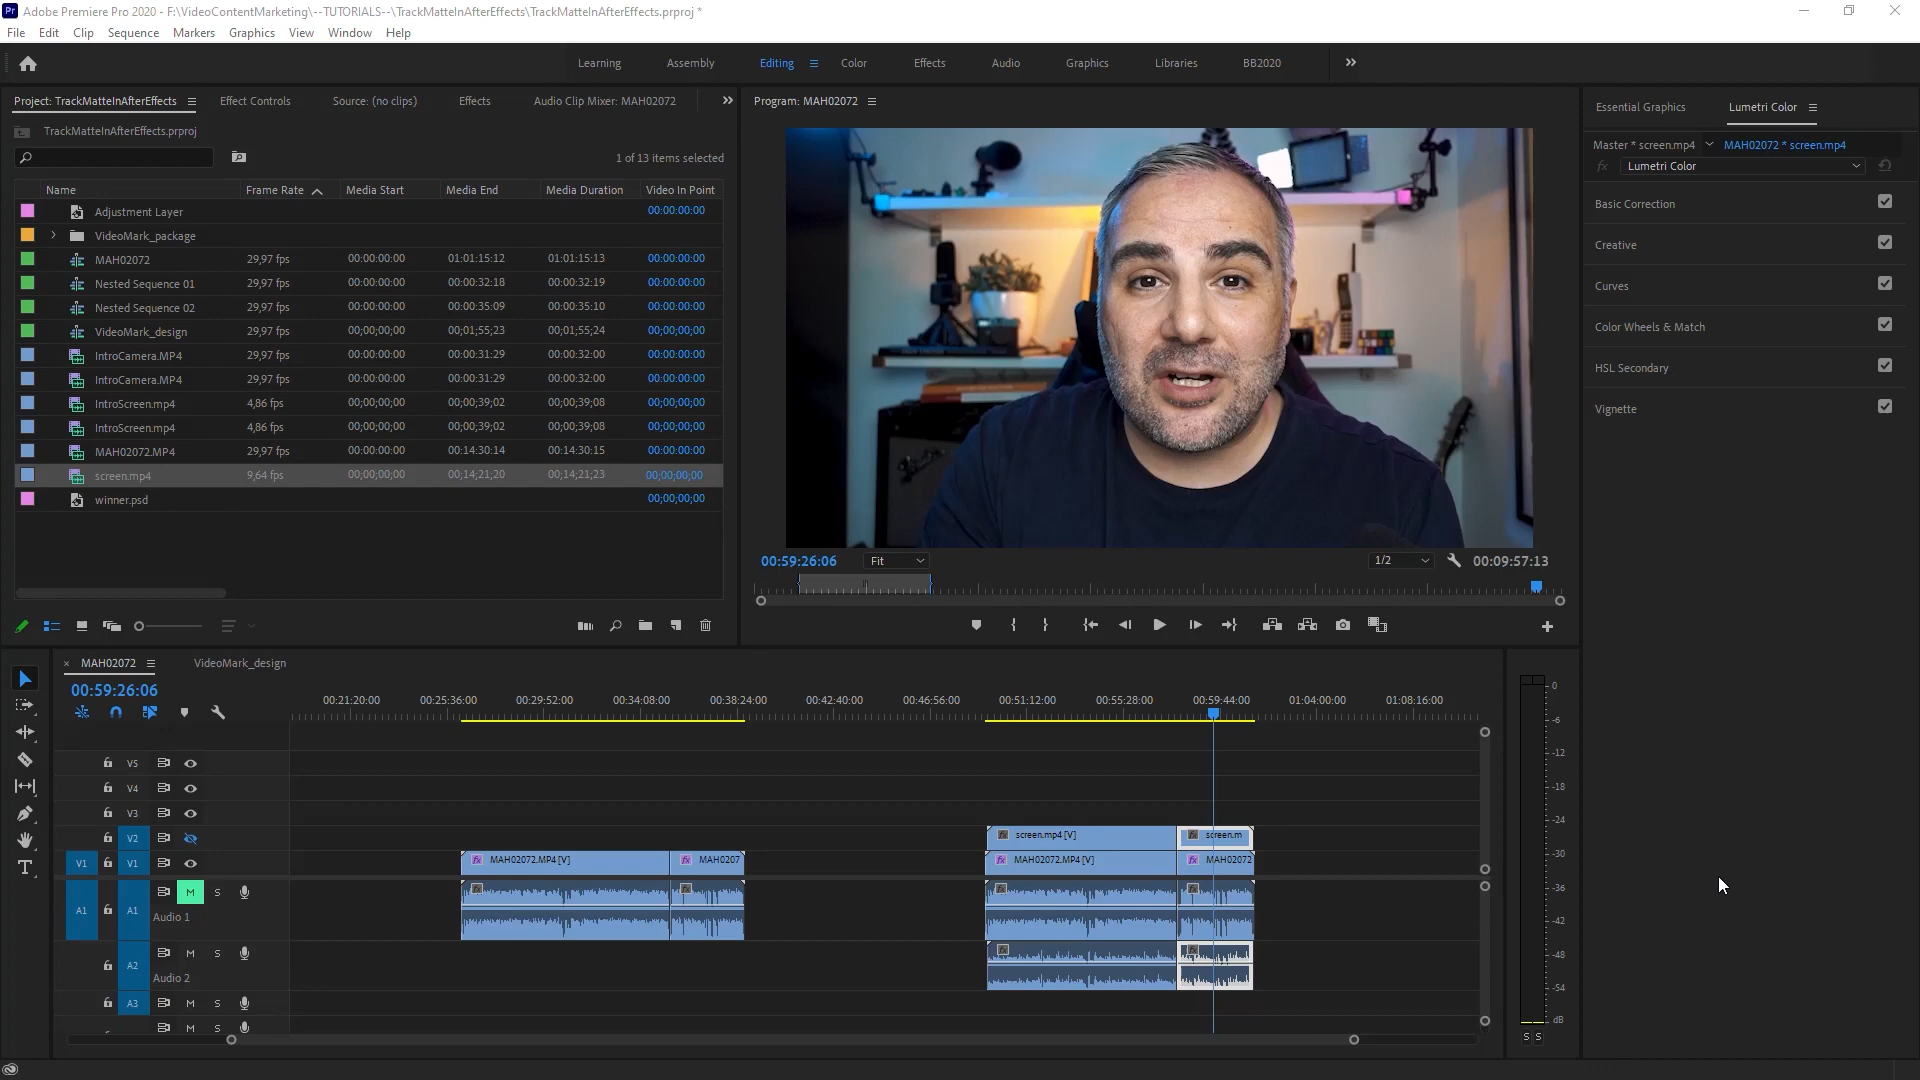 Adobe Premiere Pro 2020 - F:\VideoContentMarketing\--TUTORIALS--\TrackMatteInAfterEffects\TrackMatteInAfterEffects.prproj *
File Edit Clip Sequence Markers Graphics View Window Help
Learning Assembly Editing Color Effects Audio Graphics Libraries BB2020
Project: TrackMatteInAfterEffects Effect Controls Source: (no clips) Effects Audio Clip Mixer: MAH02072
TrackMatteInAfterEffects.prproj
1 of 13 items selected
Name Frame Rate Media Start Media End Media Duration Video In Point
Adjustment Layer 00:00:00:00
VideoMark_package
MAH02072 29,97 fps 00:00:00:00 01:01:15:12 01:01:15:13 00:00:00:00
Nested Sequence 01 29,97 fps 00:00:00:00 00:00:32:18 00:00:32:19 00:00:00:00
Nested Sequence 02 29,97 fps 00:00:00:00 00:00:35:09 00:00:35:10 00:00:00:00
VideoMark_design 29,97 fps 00;00;00;00 00;01;55;23 00;01;55;24 00;00;00;00
IntroCamera.MP4 29,97 fps 00:00:00:00 00:00:31:29 00:00:32:00 00:00:00:00
IntroCamera.MP4 29,97 fps 00:00:00:00 00:00:31:29 00:00:32:00 00:00:00:00
IntroScreen.mp4 4,86 fps 00;00;00;00 00;00;39;02 00;00;39;08 00;00;00;00
IntroScreen.mp4 4,86 fps 00;00;00;00 00;00;39;02 00;00;39;08 00;00;00;00
MAH02072.MP4 29,97 fps 00:00:00:00 00:14:30:14 00:14:30:15 00:00:00:00
screen.mp4 9,64 fps 00;00;00;00 00;14;21;20 00;14;21;23 00;00;00;00
winner.psd 00;00;00;00
Program: MAH02072
00:59:26:06 Fit 1/2 00:09:57:13
Essential Graphics Lumetri Color
Master * screen.mp4 MAH02072 * screen.mp4
fx Lumetri Color
Basic Correction
Creative
Curves
Color Wheels & Match
HSL Secondary
Vignette
× MAH02072 VideoMark_design
00:59:26:06
00:21:20:00 00:25:36:00 00:29:52:00 00:34:08:00 00:38:24:00 00:42:40:00 00:46:56:00 00:51:12:00 00:55:28:00 00:59:44:00 01:04:00:00 01:08:16:00
V5
V4
V3
V2 fx screen.mp4 [V] fx screen.m
V1 V1 fx MAH02072.MP4 [V] fx MAH0207 fx MAH02072.MP4 [V] fx MAH02072
A1 A1 M S
Audio 1
A2 M S
Audio 2
A3 M S
M S
0
-6
-12
-18
-24
-30
-36
-42
-48
-54
dB
S S